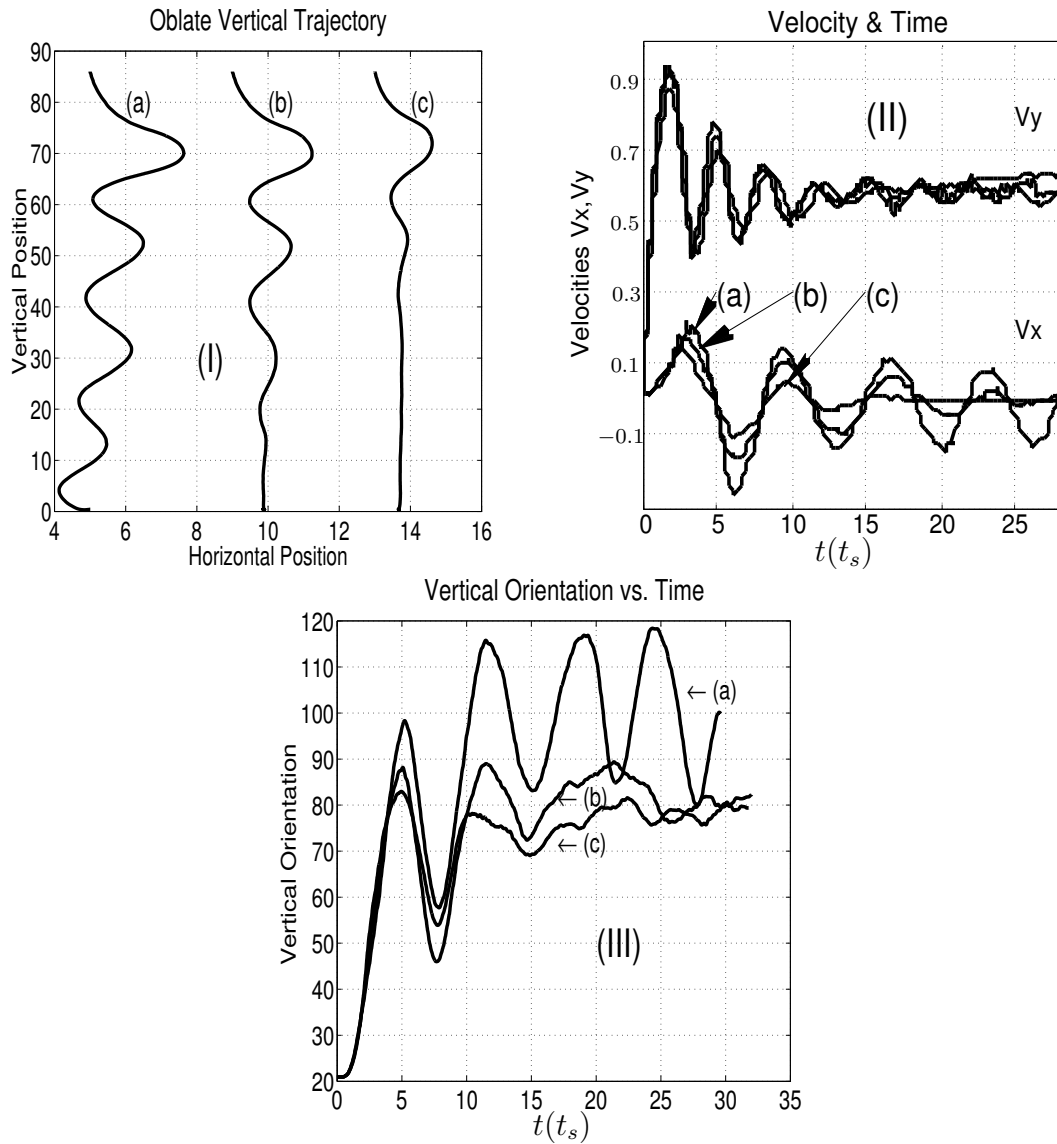 Oblate Vertical Trajectory
90
80
70
60
50
40
30
20
10
0
Vertical Position
(a)
(b)
(c)
(I)
4
6
8
10
12
14
16
Horizontal Position
Velocity & Time
0.9
0.7
0.5
0.3
0.1
−0.1
Velocities Vx,Vy
(II)
Vy
(a)
(b)
(c)
Vx
0
5
10
15
20
25
t(t_s)
Vertical Orientation vs. Time
120
110
100
90
80
70
60
50
40
30
20
Vertical Orientation
← (a)
← (b)
← (c)
(III)
0
5
10
15
20
25
30
35
t(t_s)